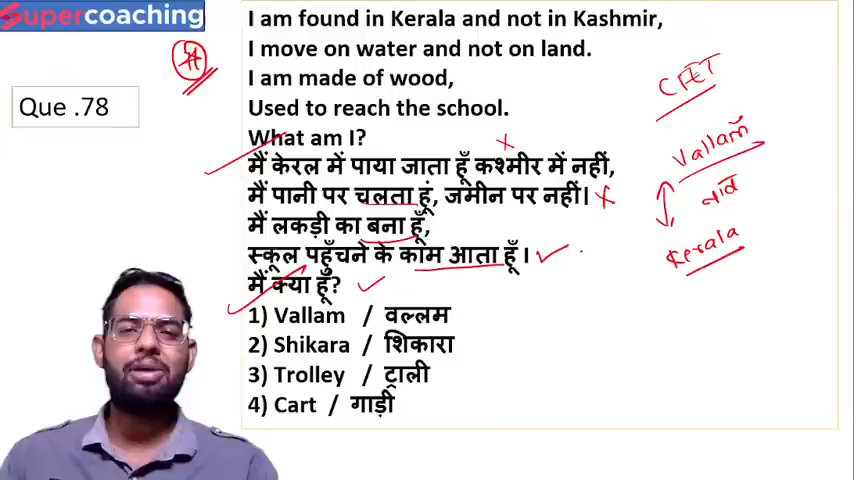 Supercoaching
Que .78
I am found in Kerala and not in Kashmir,
I move on water and not on land.
I am made of wood,
Used to reach the school.
What am I?
मैं केरल में पाया जाता हूँ कश्मीर में नहीं,
मैं पानी पर चलता हूं, जमीन पर नहीं।
मैं लकड़ी का बना हूँ,
स्कूल पहुँचने के काम आता हूँ।
मैं क्या हूँ?
1) Vallam / वल्लम
2) Shikara / शिकारा
3) Trolley / ट्राली
4) Cart / गाड़ी
Vallam
नाव
Kerala